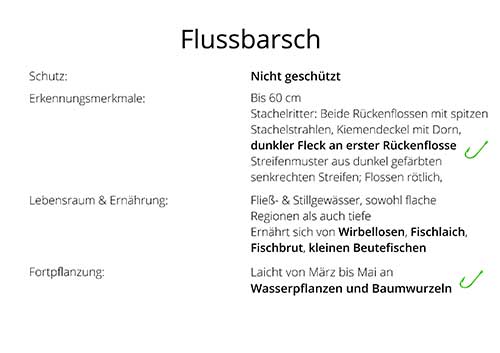 Flussbarsch
Schutz: Nicht geschützt
Erkennungsmerkmale: Bis 60 cm
Stachelritter: Beide Rückenflossen mit spitzen
Stachelstrahlen, Kiemendeckel mit Dorn,
dunkler Fleck an erster Rückenflosse
Streifenmuster aus dunkel gefärbten
senkrechten Streifen; Flossen rötlich,
Lebensraum & Ernährung: Fließ- & Stillgewässer, sowohl flache
Regionen als auch tiefe
Ernährt sich von Wirbellosen, Fischlaich,
Fischbrut, kleinen Beutefischen
Fortpflanzung: Laicht von März bis Mai an
Wasserpflanzen und Baumwurzeln